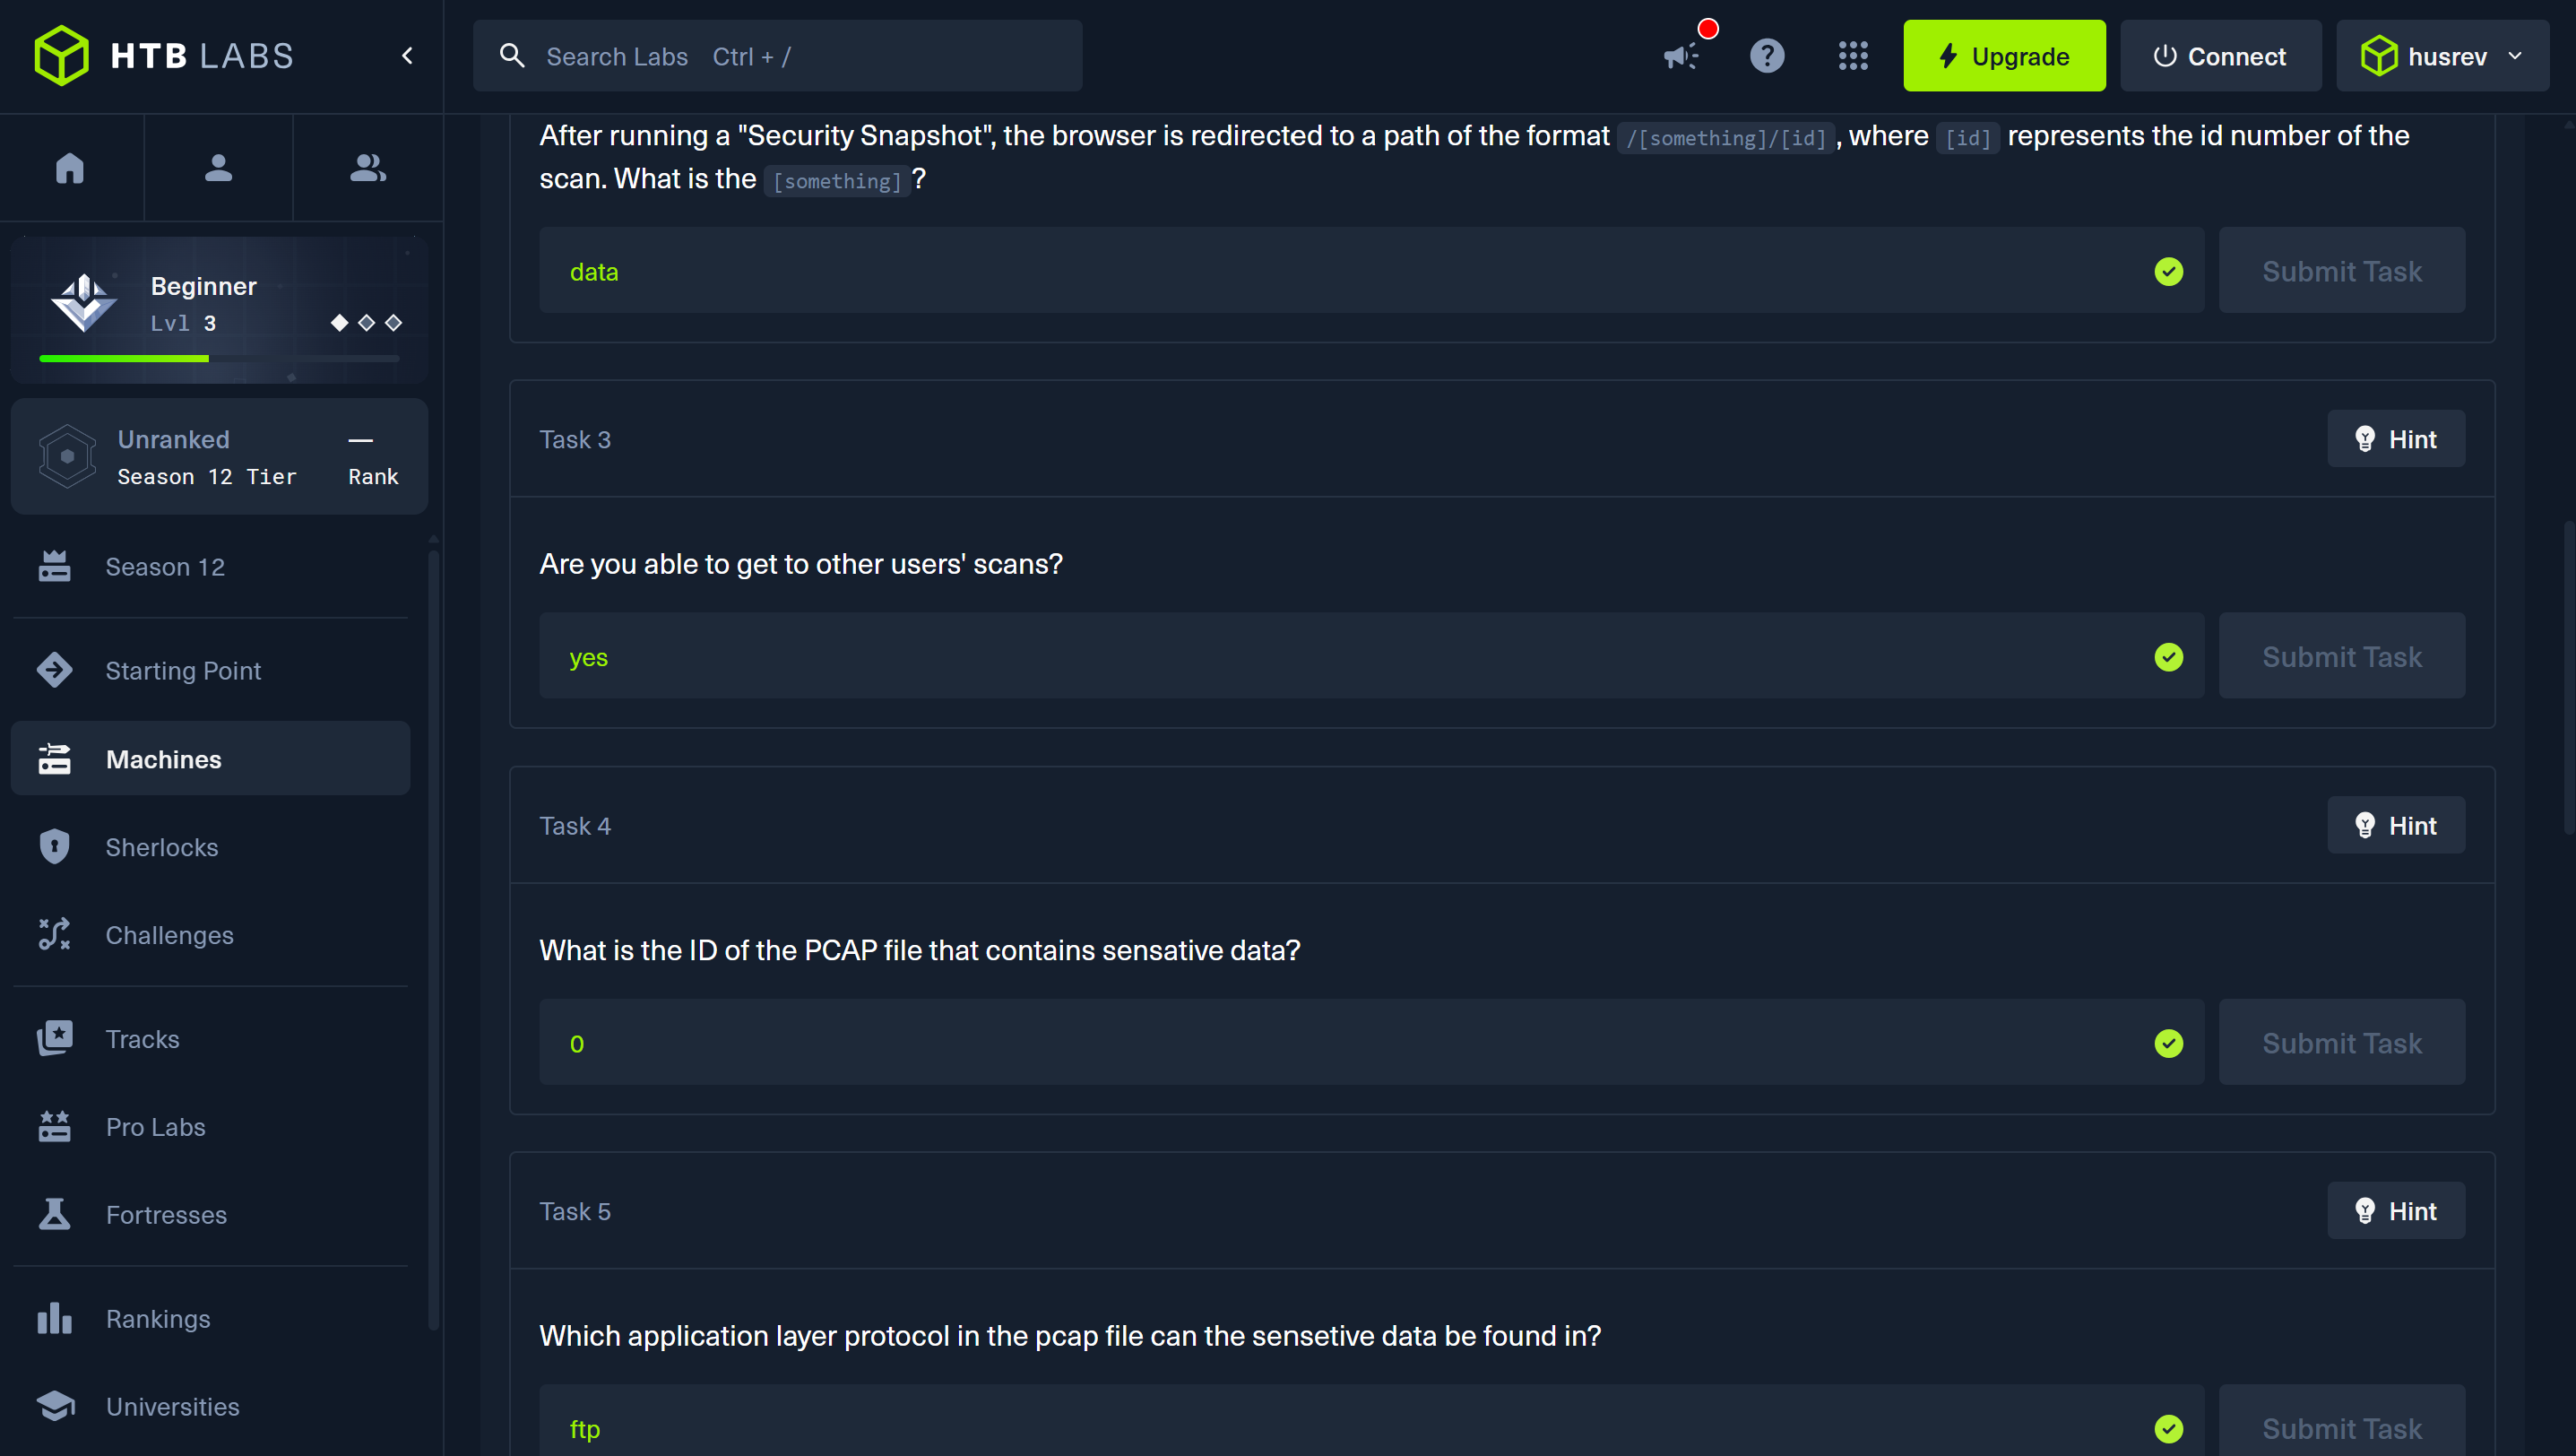 HTB LABS
Search Labs Ctrl + /
Upgrade
Connect
husrev
Beginner
Lvl 3
Unranked
—
Season 12 Tier
Rank
Season 12
Starting Point
Machines
Sherlocks
Challenges
Tracks
Pro Labs
Fortresses
Rankings
Universities
After running a "Security Snapshot", the browser is redirected to a path of the format /[something]/[id], where [id] represents the id number of the
scan. What is the [something]?
data
Submit Task
Task 3
Hint
Are you able to get to other users' scans?
yes
Submit Task
Task 4
Hint
What is the ID of the PCAP file that contains sensative data?
0
Submit Task
Task 5
Hint
Which application layer protocol in the pcap file can the sensetive data be found in?
ftp
Submit Task